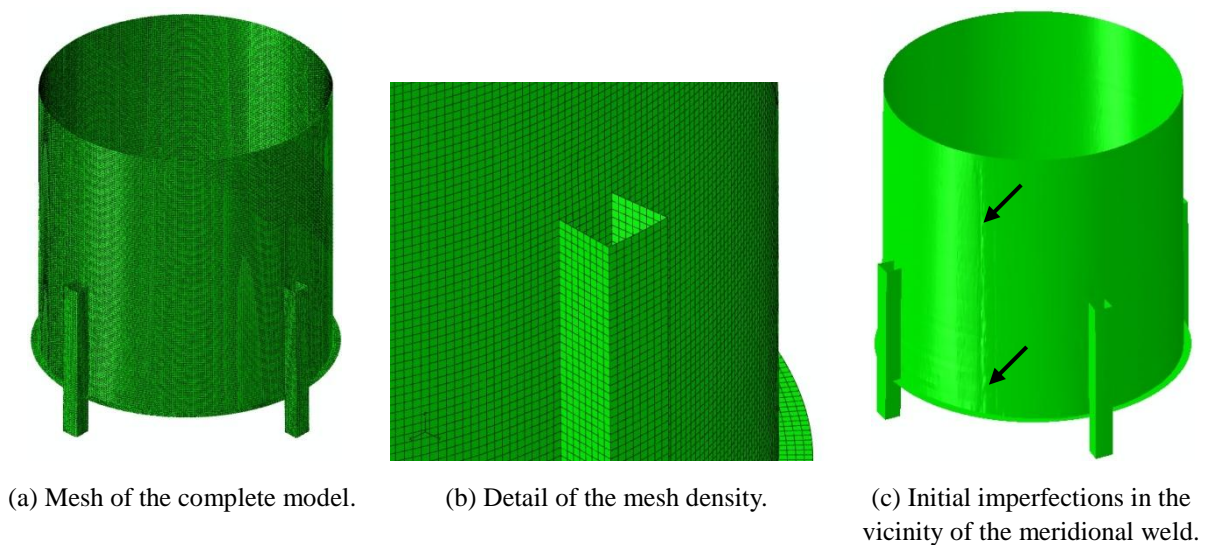 (a) Mesh of the complete model.
(b) Detail of the mesh density.
(c) Initial imperfections in the
vicinity of the meridional weld.